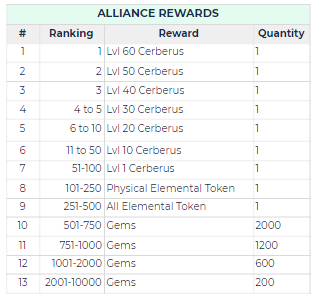 ALLIANCE REWARDS
# Ranking Reward Quantity
1 1 Lvl 60 Cerberus 1
2 2 Lvl 50 Cerberus 1
3 3 Lvl 40 Cerberus 1
4 4 to 5 Lvl 30 Cerberus 1
5 6 to 10 Lvl 20 Cerberus 1
6 11 to 50 Lvl 10 Cerberus 1
7 51-100 Lvl 1 Cerberus 1
8 101-250 Physical Elemental Token 1
9 251-500 All Elemental Token 1
10 501-750 Gems 2000
11 751-1000 Gems 1200
12 1001-2000 Gems 600
13 2001-10000 Gems 200